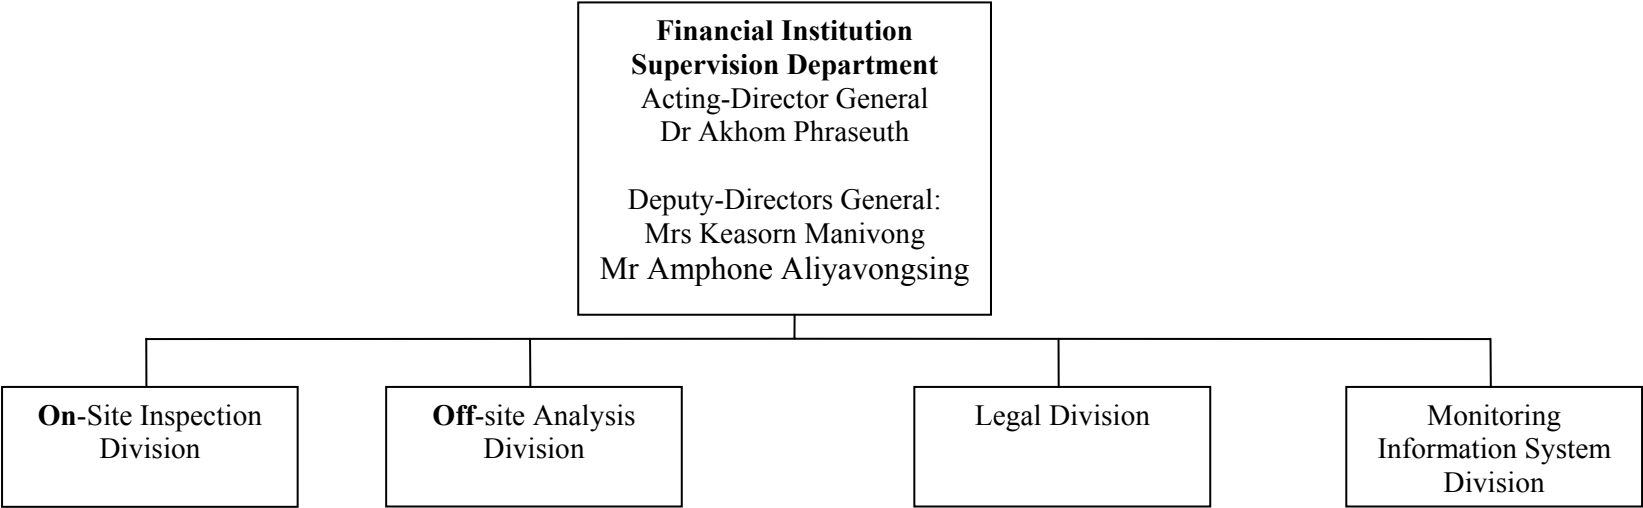 Financial Institution
Supervision Department
Acting-Director General
Dr Akhom Phraseuth
Deputy-Directors General:
Mrs Keasorn Manivong
Mr Amphone Aliyavongsing
On-Site Inspection
Division
Off-site Analysis
Division
Legal Division
Monitoring
Information System
Division